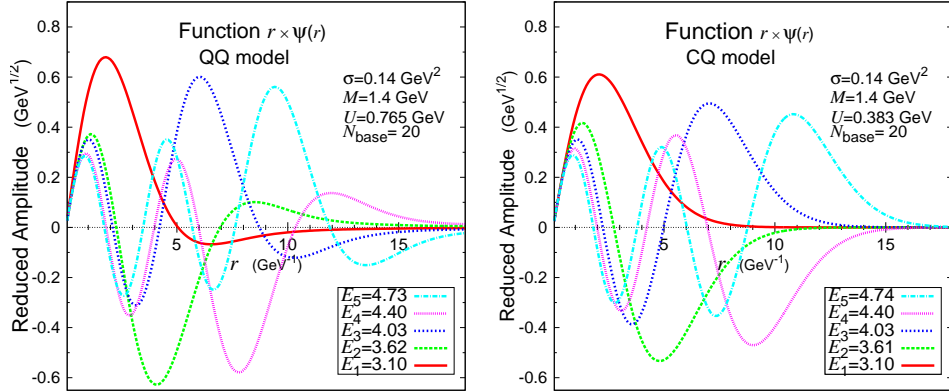 Function r × ψ(r)
QQ model
σ=0.14 GeV²
M=1.4 GeV
U=0.765 GeV
N_base= 20
Reduced Amplitude (GeV^1/2)
0.8
0.6
0.4
0.2
0
-0.2
-0.4
-0.6
5
10
15
r (GeV⁻¹)
E₅=4.73
E₄=4.40
E₃=4.03
E₂=3.62
E₁=3.10
Function r × ψ(r)
CQ model
σ=0.14 GeV²
M=1.4 GeV
U=0.383 GeV
N_base= 20
Reduced Amplitude (GeV^1/2)
0.8
0.6
0.4
0.2
0
-0.2
-0.4
-0.6
5
10
15
r (GeV⁻¹)
E₅=4.74
E₄=4.40
E₃=4.03
E₂=3.61
E₁=3.10